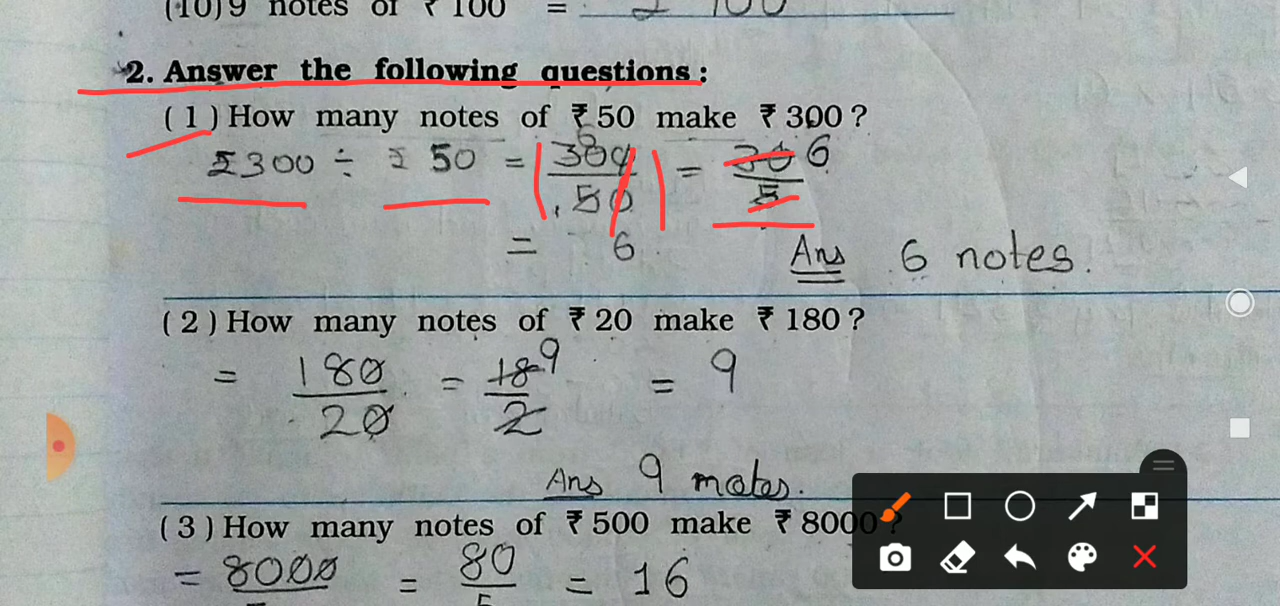 (10) 9 notes of ₹ 100 =
2. Answer the following questions :
( 1 ) How many notes of ₹ 50 make ₹ 300 ?
₹300 ÷ ₹ 50 = 300/50 = 30/5 6
= 6 Ans 6 notes.
( 2 ) How many notes of ₹ 20 make ₹ 180 ?
= 180/20 = 18/2 9 = 9
Ans 9 notes.
( 3 ) How many notes of ₹ 500 make ₹ 8000 ?
= 8000 = 80/5 = 16